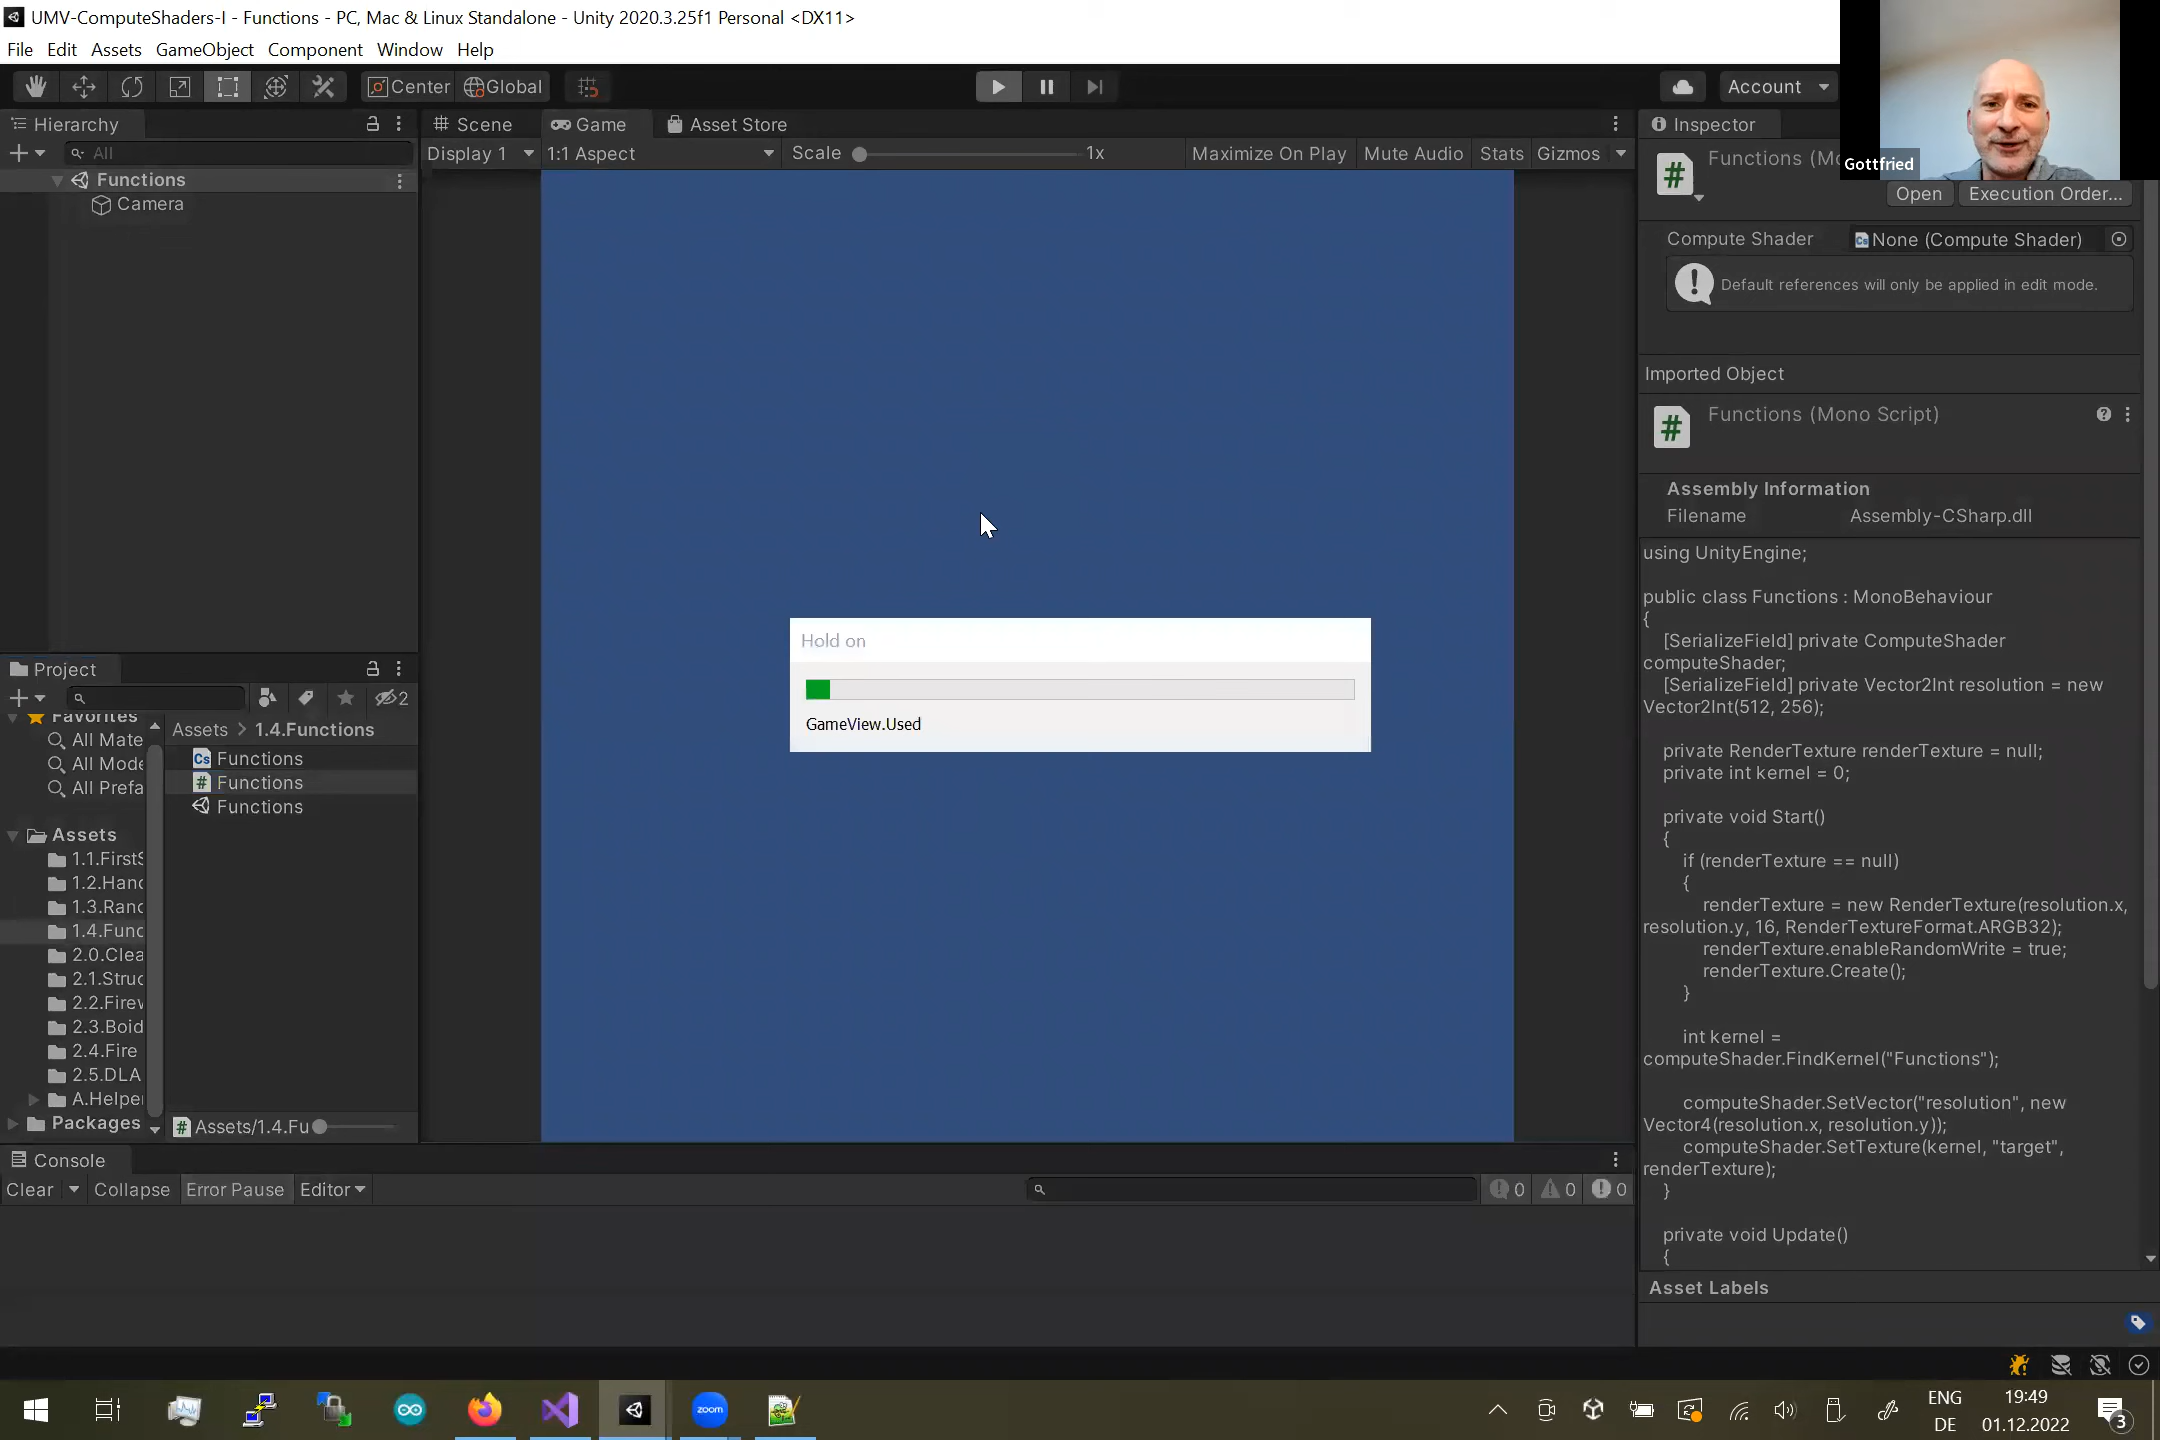 UMV-ComputeShaders-I - Functions - PC, Mac & Linux Standalone - Unity 2020.3.25f1 Personal <DX11>
File Edit Assets GameObject Component Window Help
Center Global
Account
Hierarchy
All
Functions
Camera
Scene Game Asset Store
Display 1 1:1 Aspect Scale 1x Maximize On Play Mute Audio Stats Gizmos
Hold on
GameView.Used
Project
2
Favorites
All Mate
All Mode
All Prefa
Assets
1.1.FirstS
1.2.Hand
1.3.Rand
1.4.Func
2.0.Clea
2.1.Struc
2.2.Firew
2.3.Boid
2.4.Fire
2.5.DLA
A.Helper
Packages
Assets > 1.4.Functions
Functions
Functions
Functions
Assets/1.4.Fu
Console
Clear Collapse Error Pause Editor
0 0 0
Inspector
Gottfried
Functions (Mo
Open Execution Order...
Compute Shader None (Compute Shader)
Default references will only be applied in edit mode.
Imported Object
Functions (Mono Script)
Assembly Information
Filename Assembly-CSharp.dll
using UnityEngine;
public class Functions : MonoBehaviour
{
[SerializeField] private ComputeShader
computeShader;
[SerializeField] private Vector2Int resolution = new
Vector2Int(512, 256);
private RenderTexture renderTexture = null;
private int kernel = 0;
private void Start()
{
if (renderTexture == null)
{
renderTexture = new RenderTexture(resolution.x,
resolution.y, 16, RenderTextureFormat.ARGB32);
renderTexture.enableRandomWrite = true;
renderTexture.Create();
}
int kernel =
computeShader.FindKernel("Functions");
computeShader.SetVector("resolution", new
Vector4(resolution.x, resolution.y));
computeShader.SetTexture(kernel, "target",
renderTexture);
}
private void Update()
{
Asset Labels
zoom
ENG
DE
19:49
01.12.2022
3